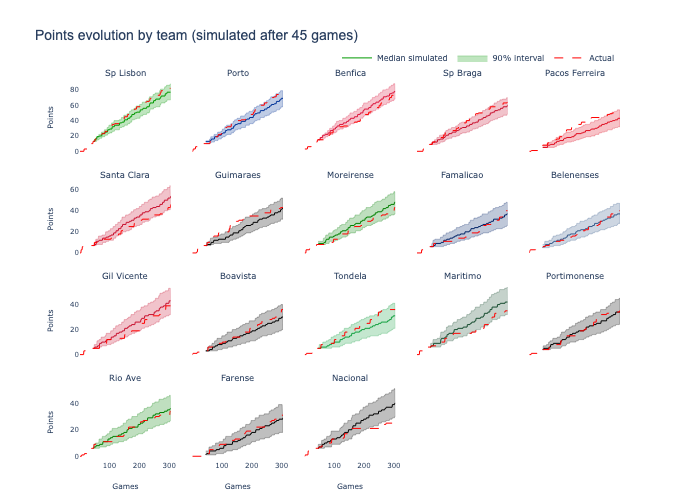 Points evolution by team (simulated after 45 games)
Median simulated 90% interval Actual
Sp Lisbon Porto Benfica Sp Braga Pacos Ferreira
80
60
40
20
0
Points
Santa Clara Guimaraes Moreirense Famalicao Belenenses
60
40
20
0
Points
Gil Vicente Boavista Tondela Maritimo Portimonense
40
20
0
Points
Rio Ave Farense Nacional
40
20
0
Points
100 200 300 100 200 300 100 200 300
Games Games Games